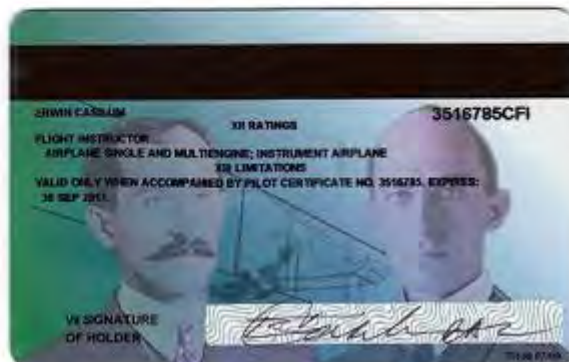 ERWIN CASBUM 3516785CFI
XII RATINGS
FLIGHT INSTRUCTOR
AIRPLANE SINGLE AND MULTIENGINE; INSTRUMENT AIRPLANE
XIII LIMITATIONS
VALID ONLY WHEN ACCOMPANIED BY PILOT CERTIFICATE NO. 3516785. EXPIRES:
30 SEP 2011.
VII SIGNATURE
OF HOLDER